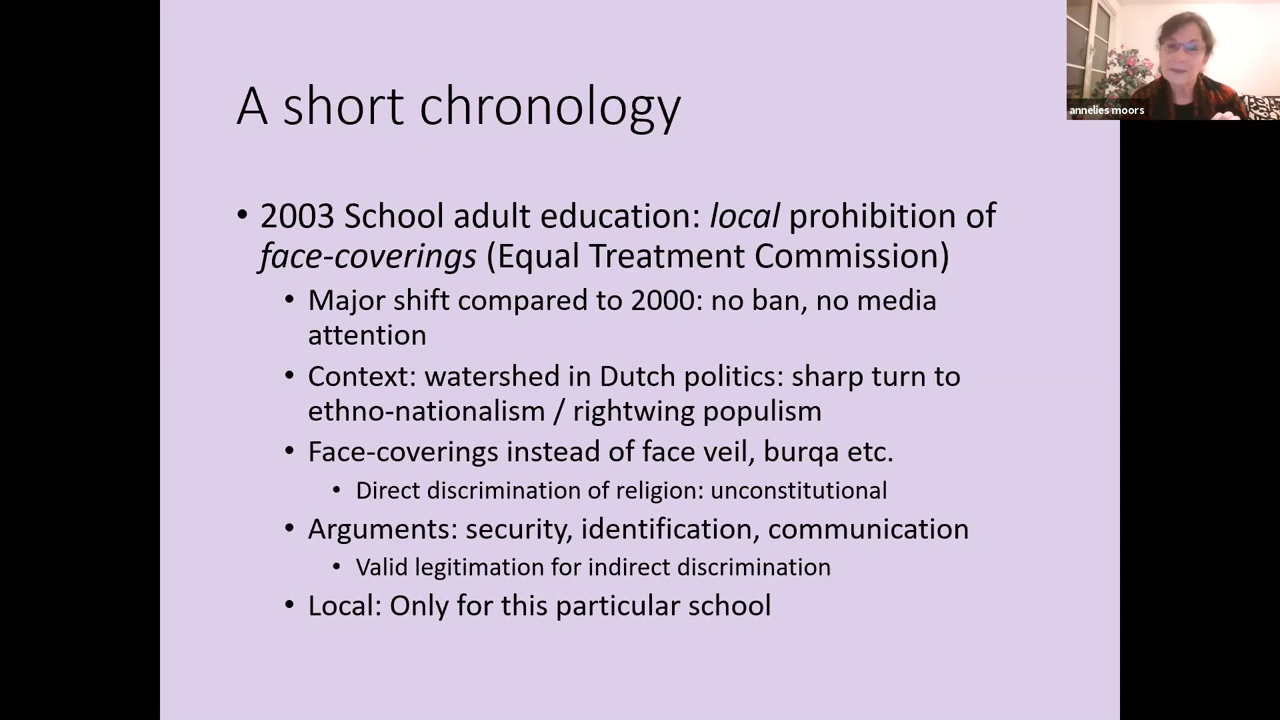 A short chronology
annelies moors
• 2003 School adult education: local prohibition of
face-coverings (Equal Treatment Commission)
• Major shift compared to 2000: no ban, no media
attention
• Context: watershed in Dutch politics: sharp turn to
ethno-nationalism / rightwing populism
• Face-coverings instead of face veil, burqa etc.
• Direct discrimination of religion: unconstitutional
• Arguments: security, identification, communication
• Valid legitimation for indirect discrimination
• Local: Only for this particular school